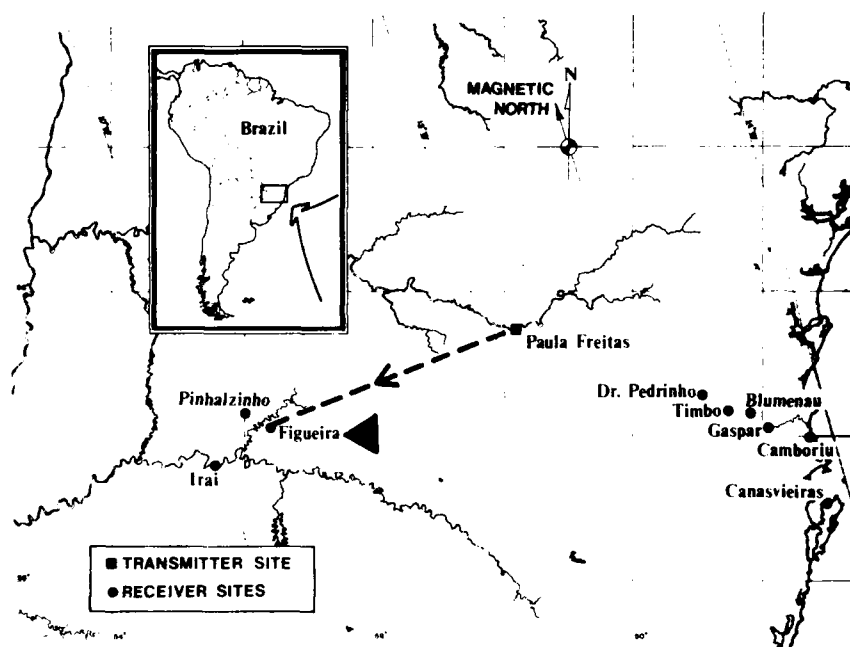 MAGNETIC
NORTH
N
Brazil
Paula Freitas
Dr. Pedrinho
Pinhalzinho
Timbo
Blumenau
Figueira
Gaspar
Camboriu
Irai
Canasvieiras
TRANSMITTER SITE
RECEIVER SITES